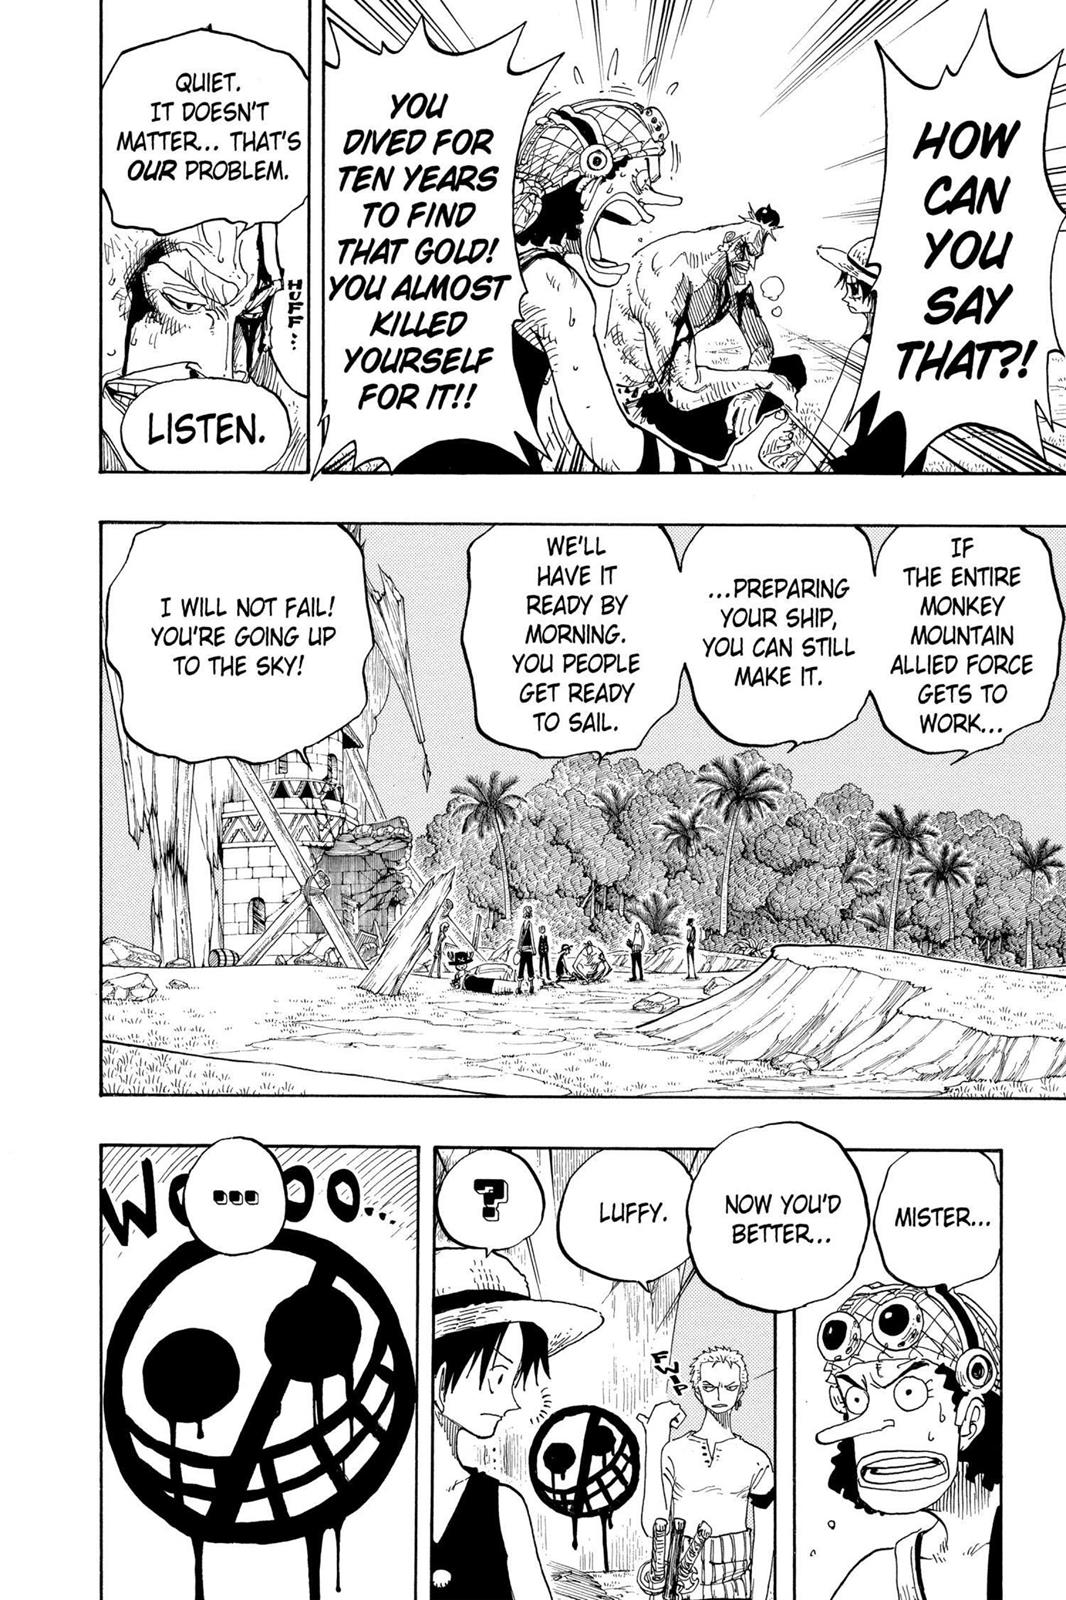 HOW
CAN
YOU
SAY
THAT?!
YOU
DIVED FOR
TEN YEARS
TO FIND
THAT GOLD!
YOU ALMOST
KILLED
YOURSELF
FOR IT!!
QUIET.
IT DOESN'T
MATTER... THAT'S
OUR PROBLEM.
HUFF...
LISTEN.
IF
THE ENTIRE
MONKEY
MOUNTAIN
ALLIED FORCE
GETS TO
WORK...
...PREPARING
YOUR SHIP,
YOU CAN STILL
MAKE IT.
WE'LL
HAVE IT
READY BY
MORNING.
YOU PEOPLE
GET READY
TO SAIL.
I WILL NOT FAIL!
YOU'RE GOING UP
TO THE SKY!
MISTER...
NOW YOU'D
BETTER...
LUFFY.
FWIP
?
...